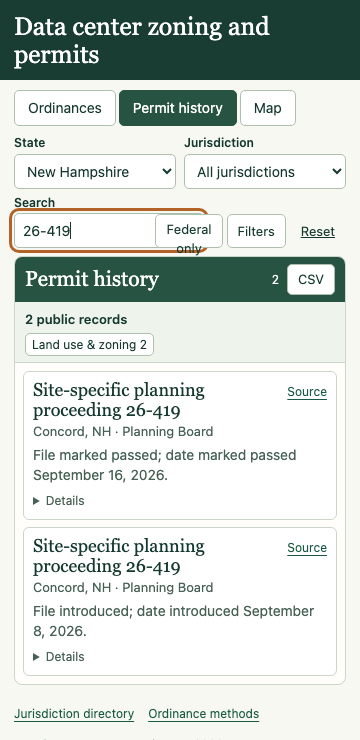 Data center zoning and
permits
Ordinances
Permit history
Map
State
Jurisdiction
New Hampshire
All jurisdictions
Search
26-419
Federal
only
Filters
Reset
Permit history
2
CSV
2 public records
Land use & zoning 2
Site-specific planning
proceeding 26-419
Source
Concord, NH · Planning Board
File marked passed; date marked passed
September 16, 2026.
Details
Site-specific planning
proceeding 26-419
Source
Concord, NH · Planning Board
File introduced; date introduced September
8, 2026.
Details
Jurisdiction directory
Ordinance methods